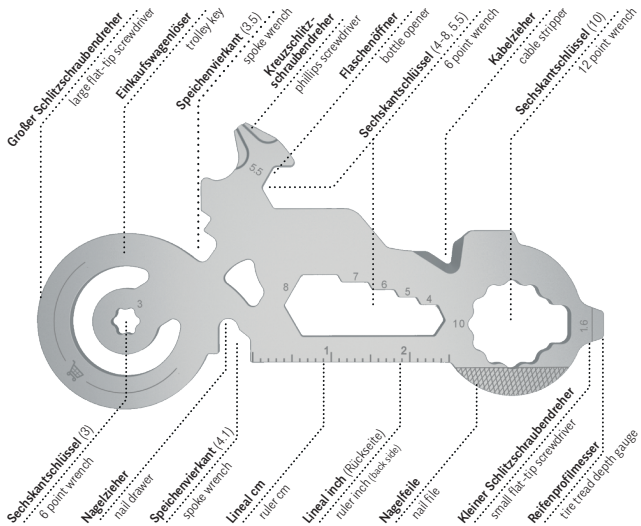 Großer Schlitzschraubendreher
large flat-tip screwdriver
Einkaufswagenlöser
trolley key
Speichenvierkant (3.5)
spoke wrench
Kreuzschlitz-
schraubendreher
phillips screwdriver
Flaschenöffner
bottle opener
Sechskantschlüssel (4-8, 5.5)
6 point wrench
Kabelzieher
cable stripper
Sechskantschlüssel (10)
12 point wrench
5.5
3
8
7
6
5
4
10
1.6
1
2
Sechskantschlüssel (3)
6 point wrench
Nagelzieher
nail drawer
Speichenvierkant (4.1)
spoke wrench
Lineal cm
ruler cm
Lineal inch (Rückseite)
ruler inch (back side)
Nagelfeile
nail file
Kleiner Schlitzschraubendreher
small flat-tip screwdriver
Reifenprofilmesser
tire tread depth gauge